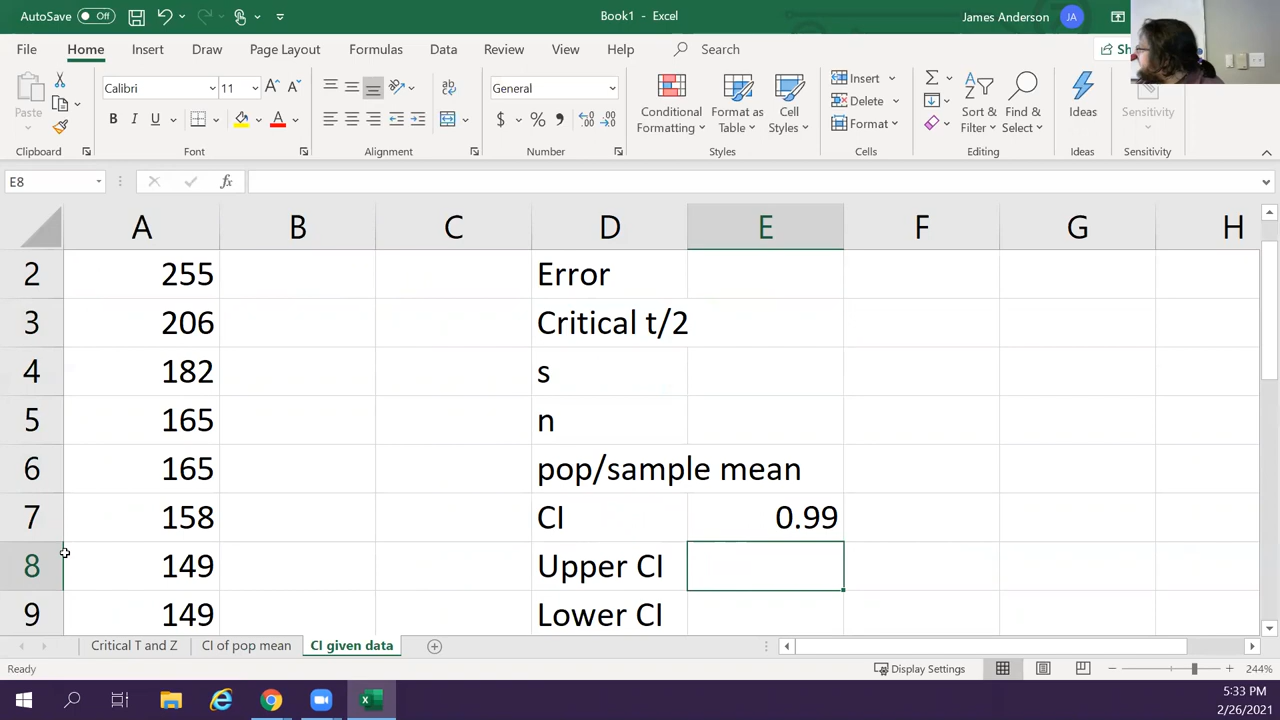 AutoSave Off Book1 - Excel James Anderson JA
File Home Insert Draw Page Layout Formulas Data Review View Help Search Sh
Paste Calibri 11 General Conditional Formatting Format as Table Cell Styles Insert Delete Format Sort & Filter Find & Select Ideas Sensitivity
Clipboard Font Alignment Number Styles Cells Editing Ideas Sensitivity
E8 fx
A B C D E F G H
2 255 Error
3 206 Critical t/2
4 182 s
5 165 n
6 165 pop/sample mean
7 158 CI 0.99
8 149 Upper CI
9 149 Lower CI
Critical T and Z CI of pop mean CI given data
Ready Display Settings 244%
5:33 PM
2/26/2021